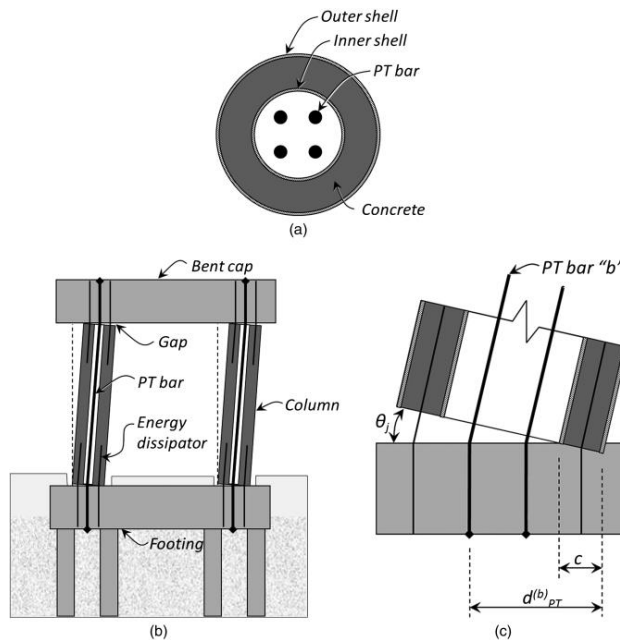 Outer shell
Inner shell
PT bar
Concrete
(a)
Bent cap
Gap
PT bar
Column
Energy
dissipator
Footing
(b)
PT bar “b”
θj
c
d(b)PT
(c)